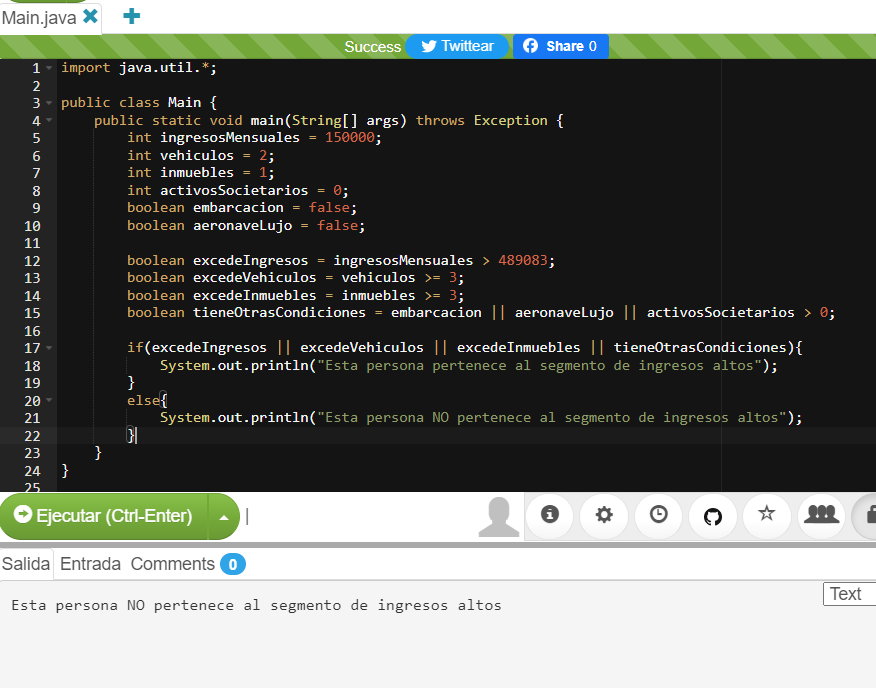 Main.java
Success Twittear Share 0
1 import java.util.*;
2
3 public class Main {
4     public static void main(String[] args) throws Exception {
5         int ingresosMensuales = 150000;
6         int vehiculos = 2;
7         int inmuebles = 1;
8         int activosSocietarios = 0;
9         boolean embarcacion = false;
10         boolean aeronaveLujo = false;
11
12         boolean excedeIngresos = ingresosMensuales > 489083;
13         boolean excedeVehiculos = vehiculos >= 3;
14         boolean excedeInmuebles = inmuebles >= 3;
15         boolean tieneOtrasCondiciones = embarcacion || aeronaveLujo || activosSocietarios > 0;
16
17         if(excedeIngresos || excedeVehiculos || excedeInmuebles || tieneOtrasCondiciones){
18             System.out.println("Esta persona pertenece al segmento de ingresos altos");
19         }
20         else{
21             System.out.println("Esta persona NO pertenece al segmento de ingresos altos");
22         }
23     }
24 }
25
Ejecutar (Ctrl-Enter)
Salida Entrada Comments 0
Text
Esta persona NO pertenece al segmento de ingresos altos